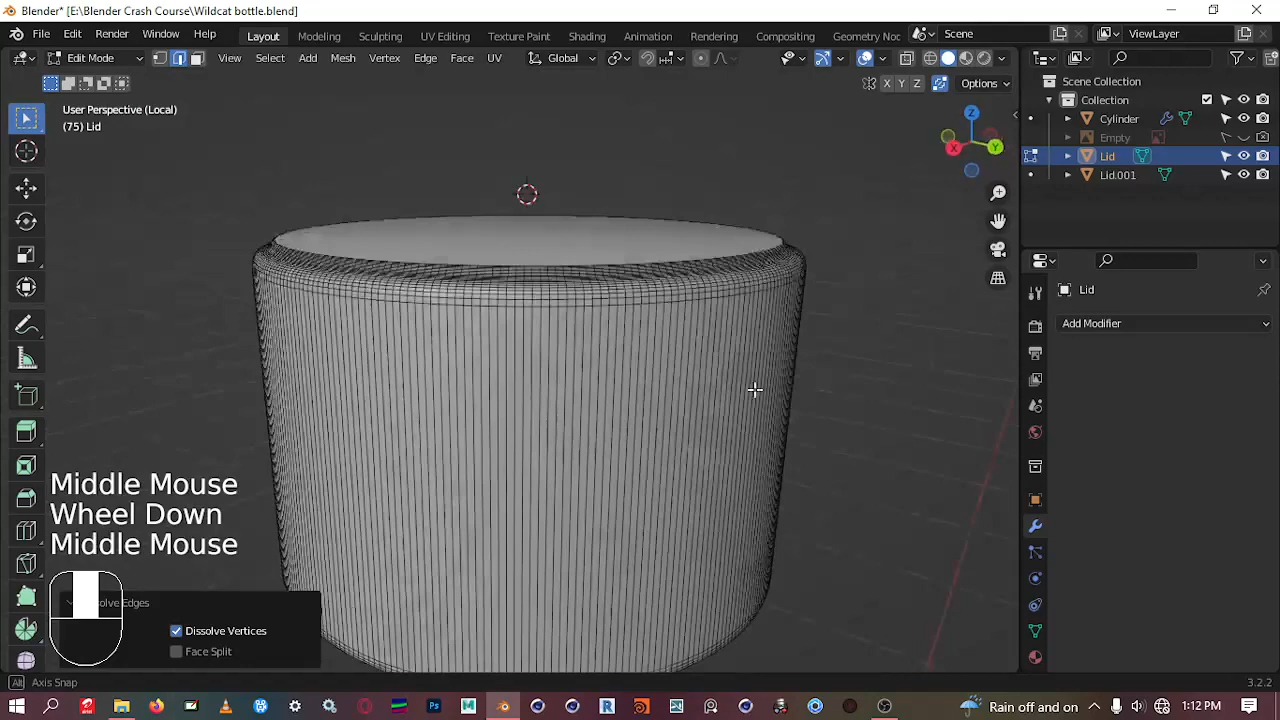 Blender* [E:\Blender Crash Course\Wildcat bottle.blend]
File Edit Render Window Help Layout Modeling Sculpting UV Editing Texture Paint Shading Animation Rendering Compositing Geometry Noc Scene ViewLayer
Edit Mode View Select Add Mesh Vertex Edge Face UV Global
X Y Z Options
User Perspective (Local)
(75) Lid
Z
X Y
Scene Collection
Collection
Cylinder
Empty
Lid
Lid.001
Lid
Add Modifier
Middle Mouse
Wheel Down
Middle Mouse
solve Edges
Dissolve Vertices
Face Split
Alt Axis Snap
3.2.2
Rain off and on 1:12 PM